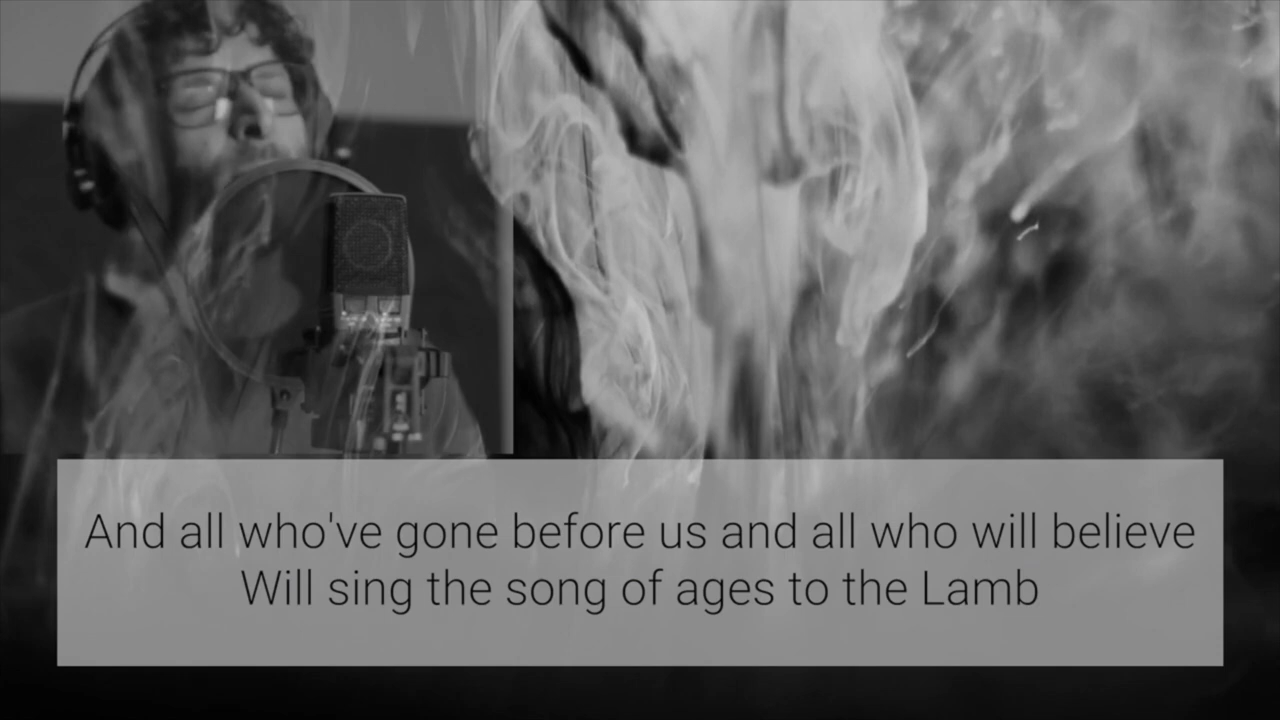 And all who've gone before us and all who will believe
Will sing the song of ages to the Lamb